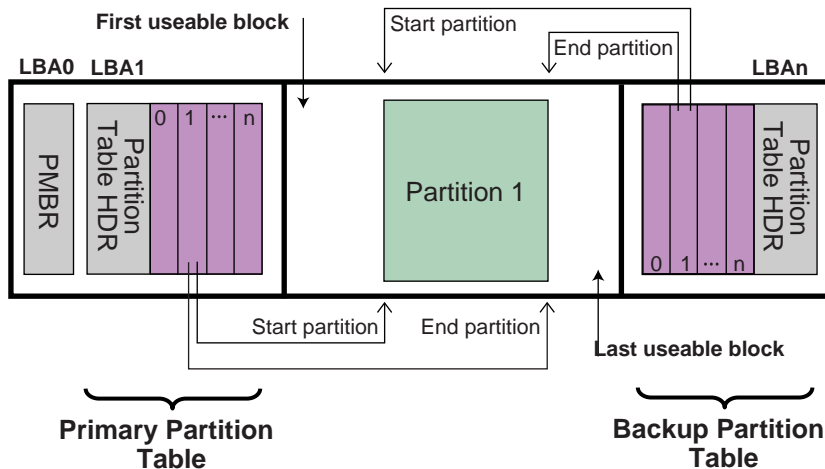 First useable block
Start partition
End partition
LBA0
LBA1
LBAn
PMBR
Partition
Table HDR
0 1 ··· n
Partition 1
0 1 ··· n
Partition
Table HDR
Start partition
End partition
Last useable block
Primary Partition
Table
Backup Partition
Table